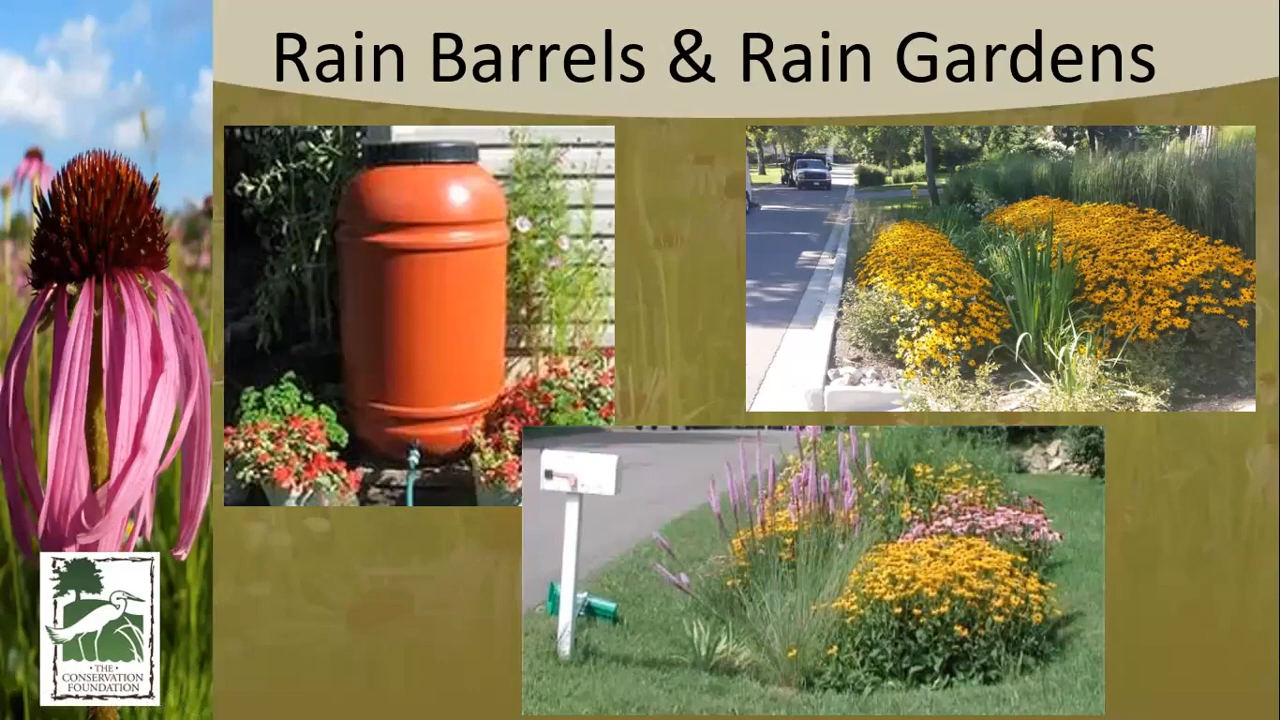 Rain Barrels & Rain Gardens
· THE ·
CONSERVATION
FOUNDATION